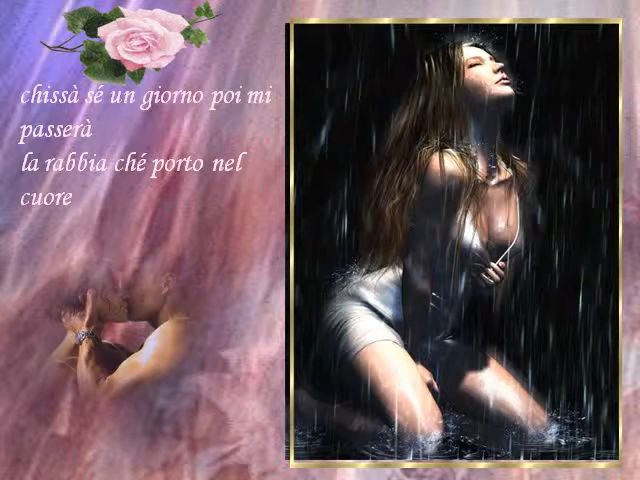 chissà sé un giorno poi mi
passerà
la rabbia ché porto nel
cuore